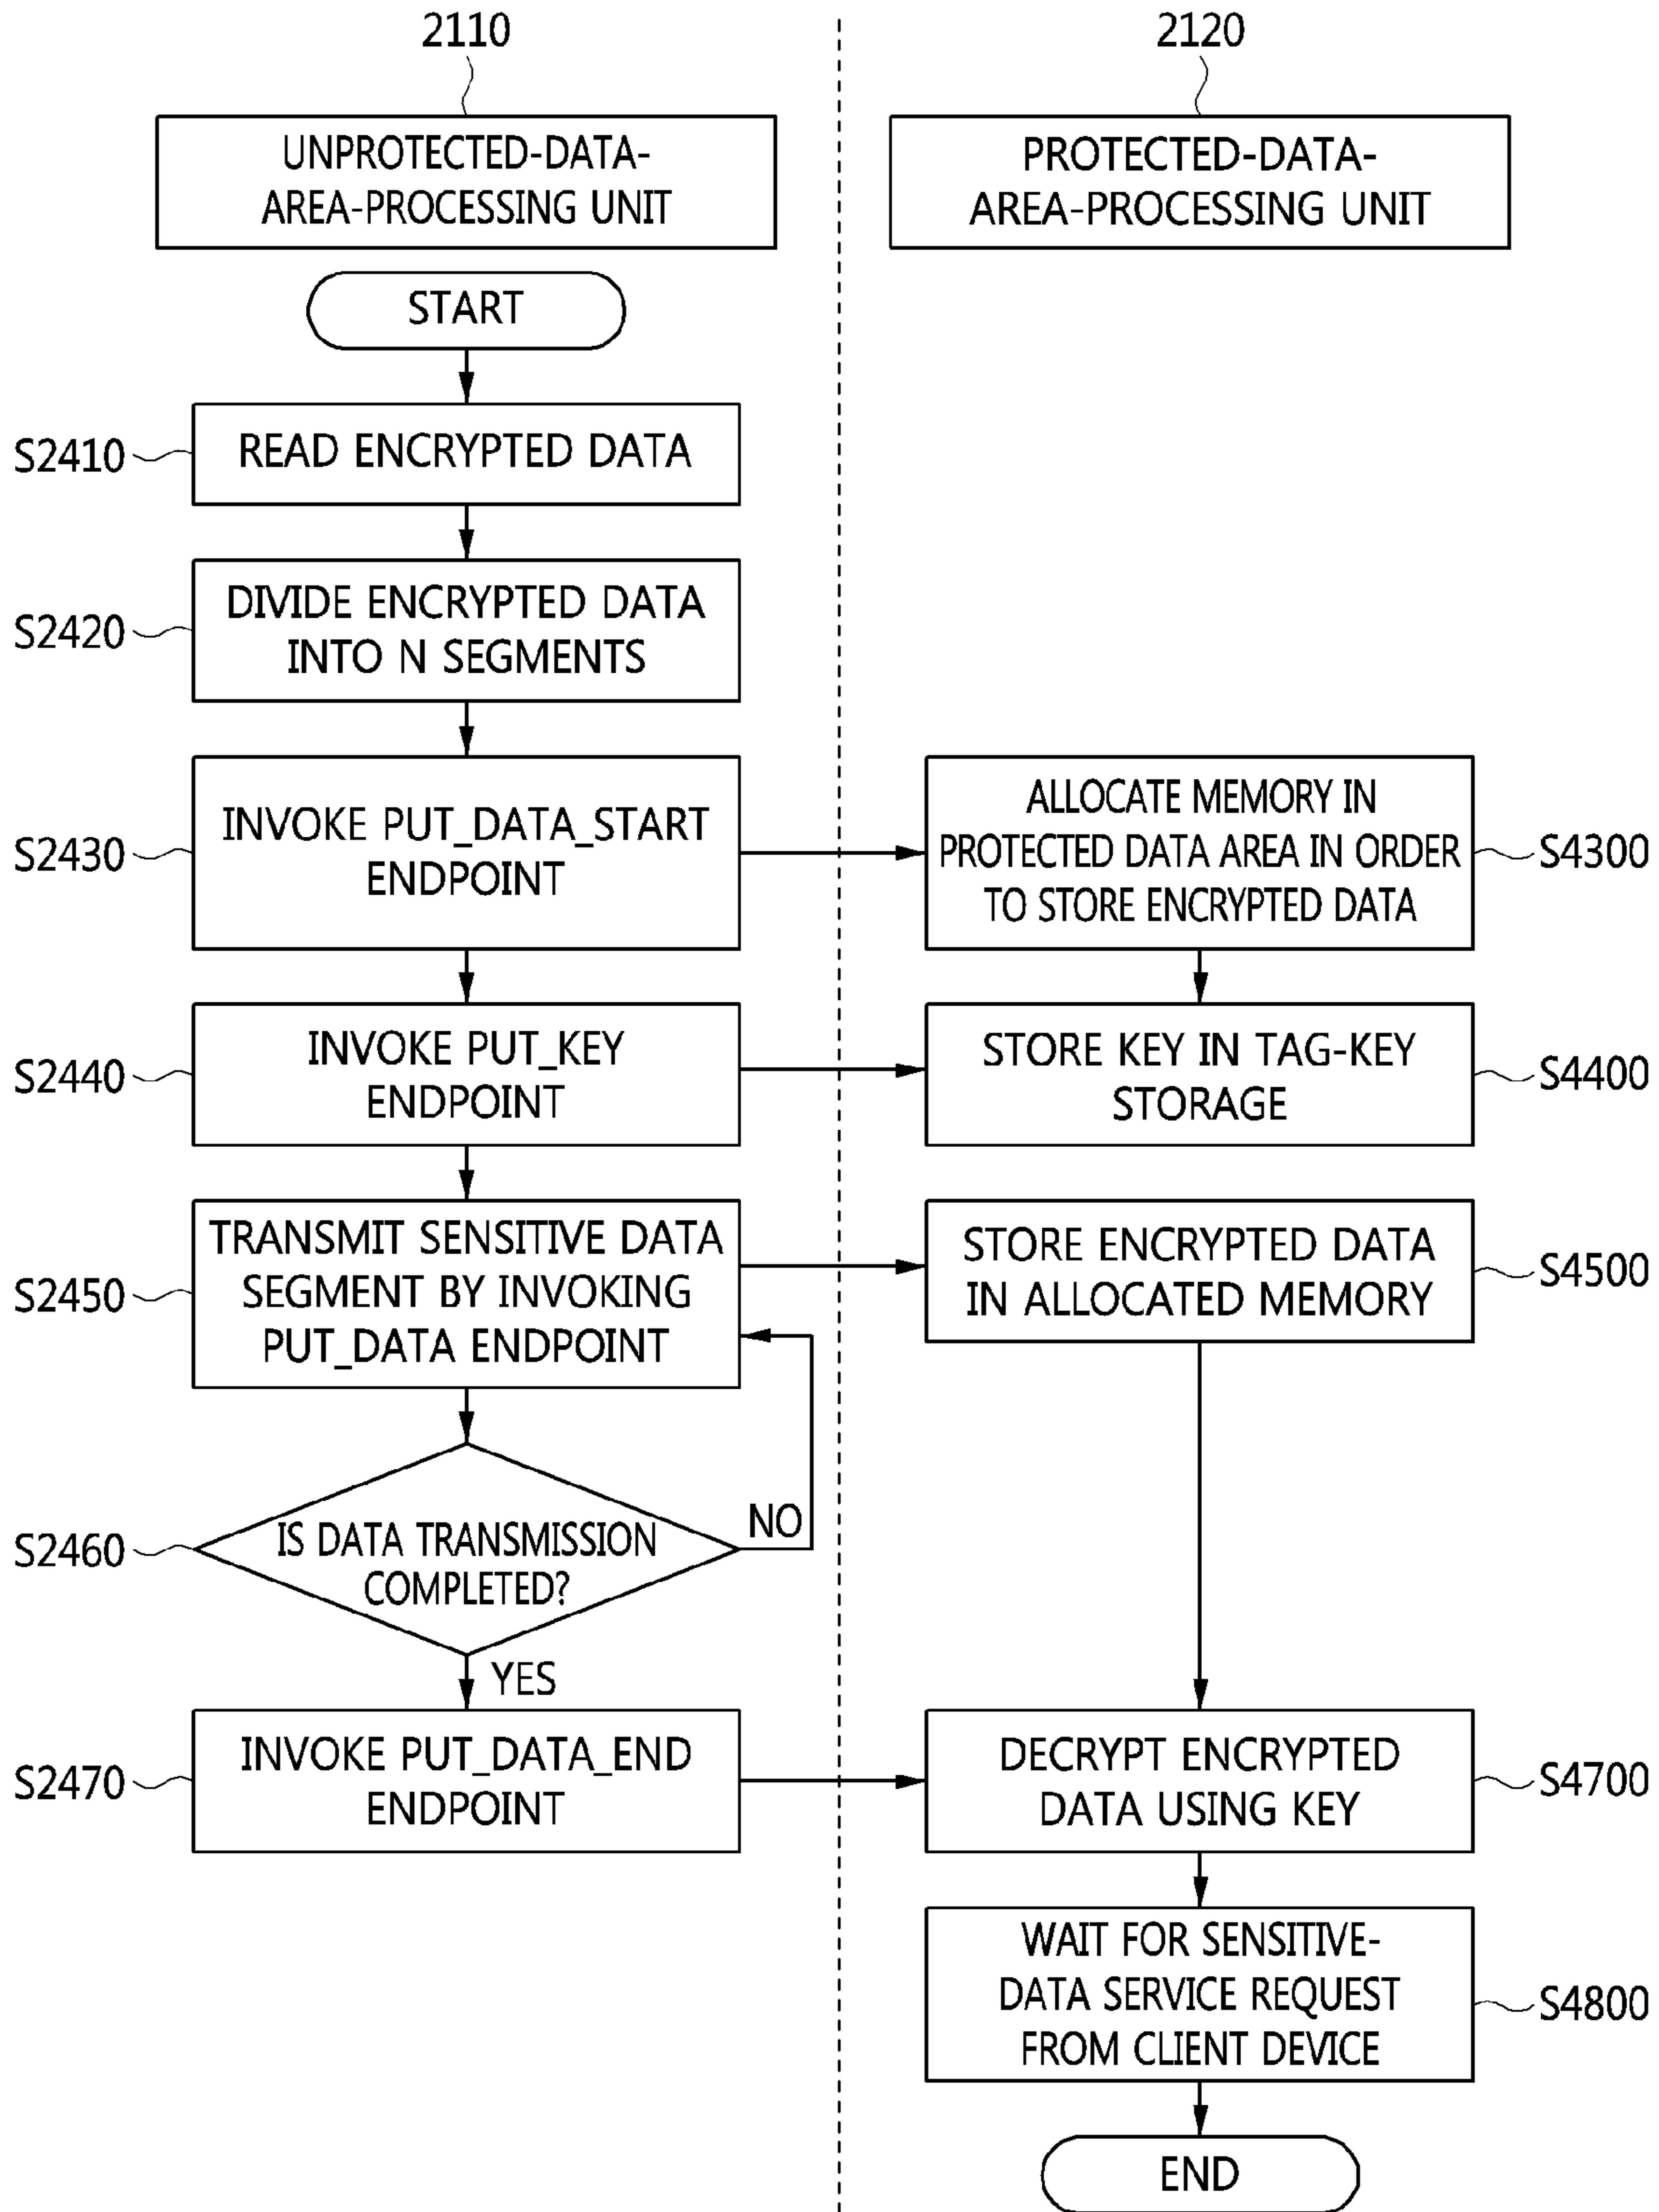 2110
2120
UNPROTECTED-DATA-
AREA-PROCESSING UNIT
PROTECTED-DATA-
AREA-PROCESSING UNIT
START
S2410
READ ENCRYPTED DATA
S2420
DIVIDE ENCRYPTED DATA
INTO N SEGMENTS
S2430
INVOKE PUT_DATA_START
ENDPOINT
ALLOCATE MEMORY IN
PROTECTED DATA AREA IN ORDER
TO STORE ENCRYPTED DATA
S4300
S2440
INVOKE PUT_KEY
ENDPOINT
STORE KEY IN TAG-KEY
STORAGE
S4400
S2450
TRANSMIT SENSITIVE DATA
SEGMENT BY INVOKING
PUT_DATA ENDPOINT
STORE ENCRYPTED DATA
IN ALLOCATED MEMORY
S4500
S2460
IS DATA TRANSMISSION
COMPLETED?
NO
YES
S2470
INVOKE PUT_DATA_END
ENDPOINT
DECRYPT ENCRYPTED
DATA USING KEY
S4700
WAIT FOR SENSITIVE-
DATA SERVICE REQUEST
FROM CLIENT DEVICE
S4800
END